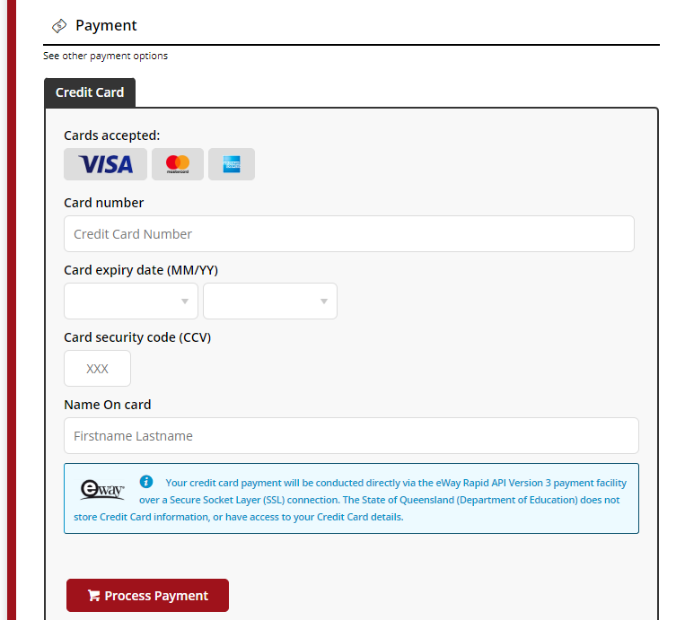 Payment
See other payment options
Credit Card
Cards accepted:
VISA mastercard
Card number
Credit Card Number
Card expiry date (MM/YY)
Card security code (CCV)
XXX
Name On card
Firstname Lastname
eway Your credit card payment will be conducted directly via the eWay Rapid API Version 3 payment facility
over a Secure Socket Layer (SSL) connection. The State of Queensland (Department of Education) does not
store Credit Card information, or have access to your Credit Card details.
Process Payment